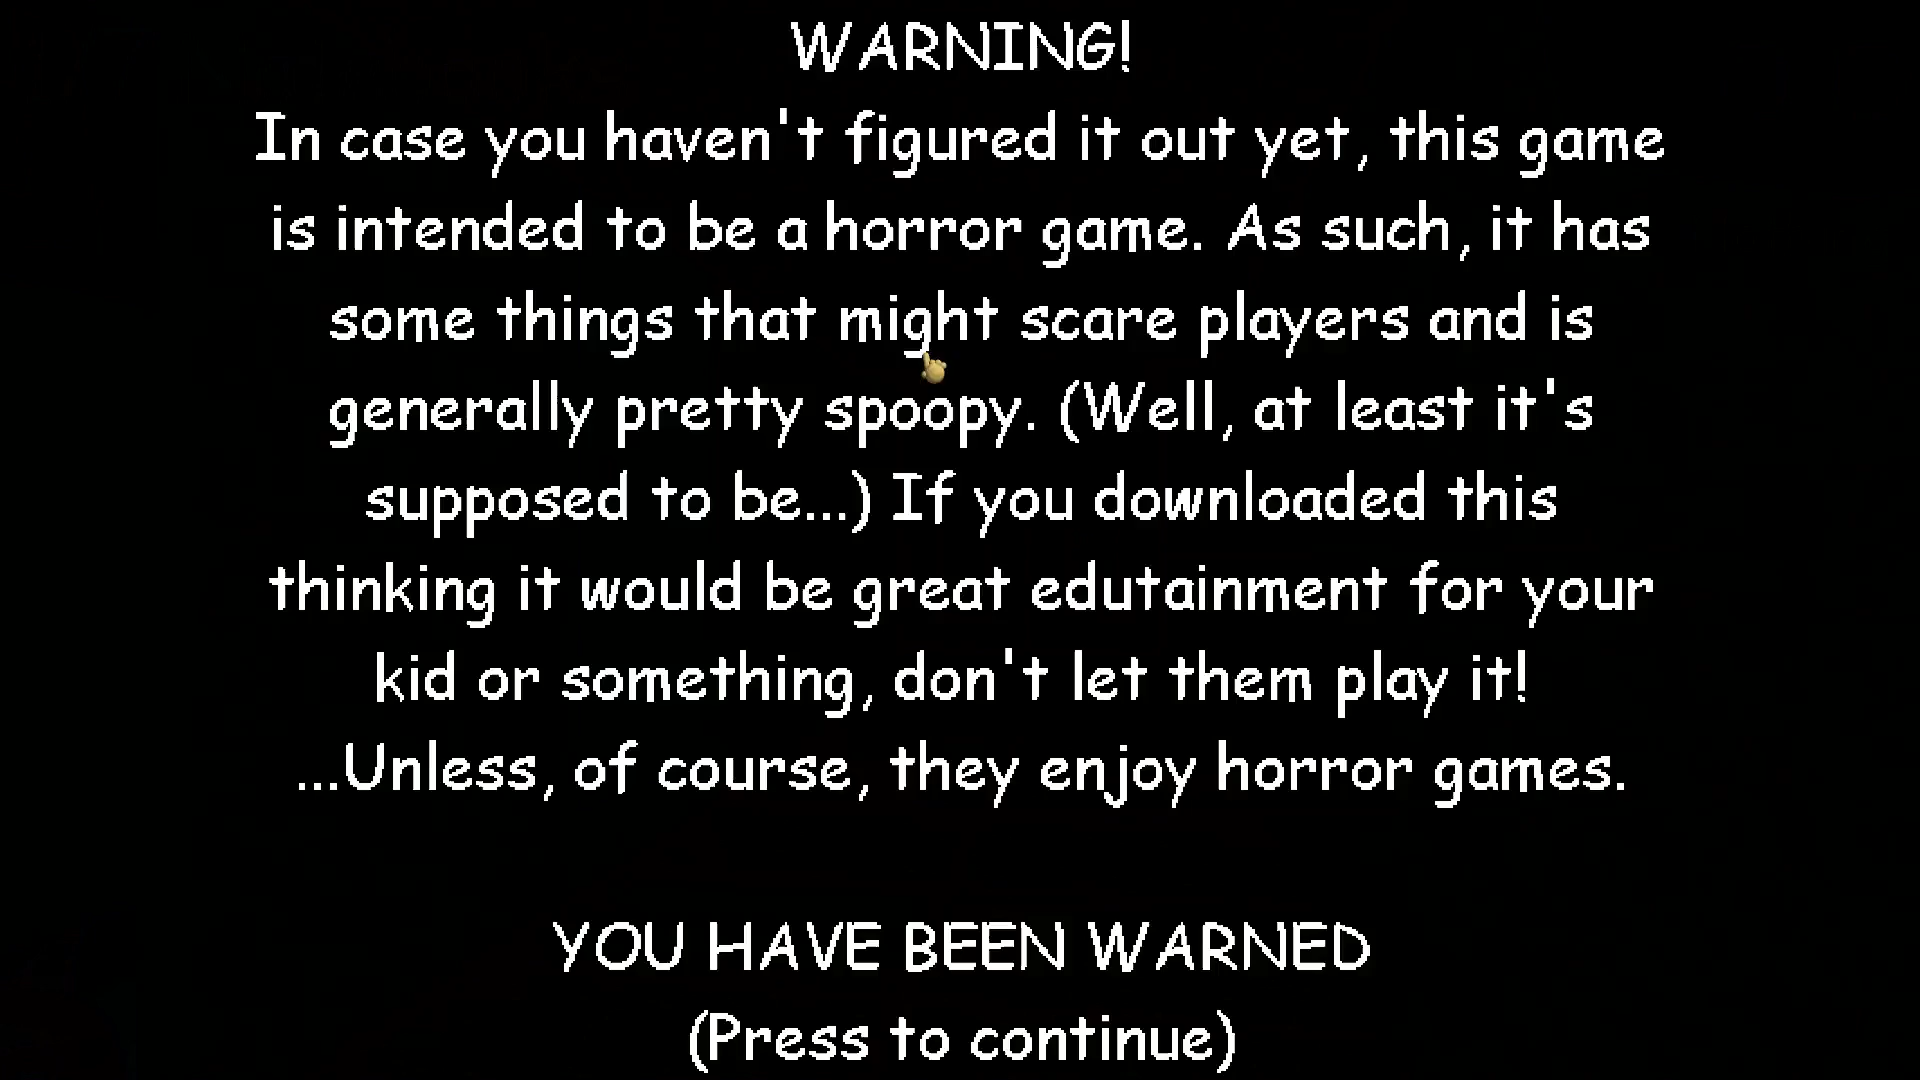 WARNING!
In case you haven't figured it out yet, this game
is intended to be a horror game. As such, it has
some things that might scare players and is
generally pretty spoopy. (Well, at least it's
supposed to be...) If you downloaded this
thinking it would be great edutainment for your
kid or something, don't let them play it!
...Unless, of course, they enjoy horror games.
YOU HAVE BEEN WARNED
(Press to continue)